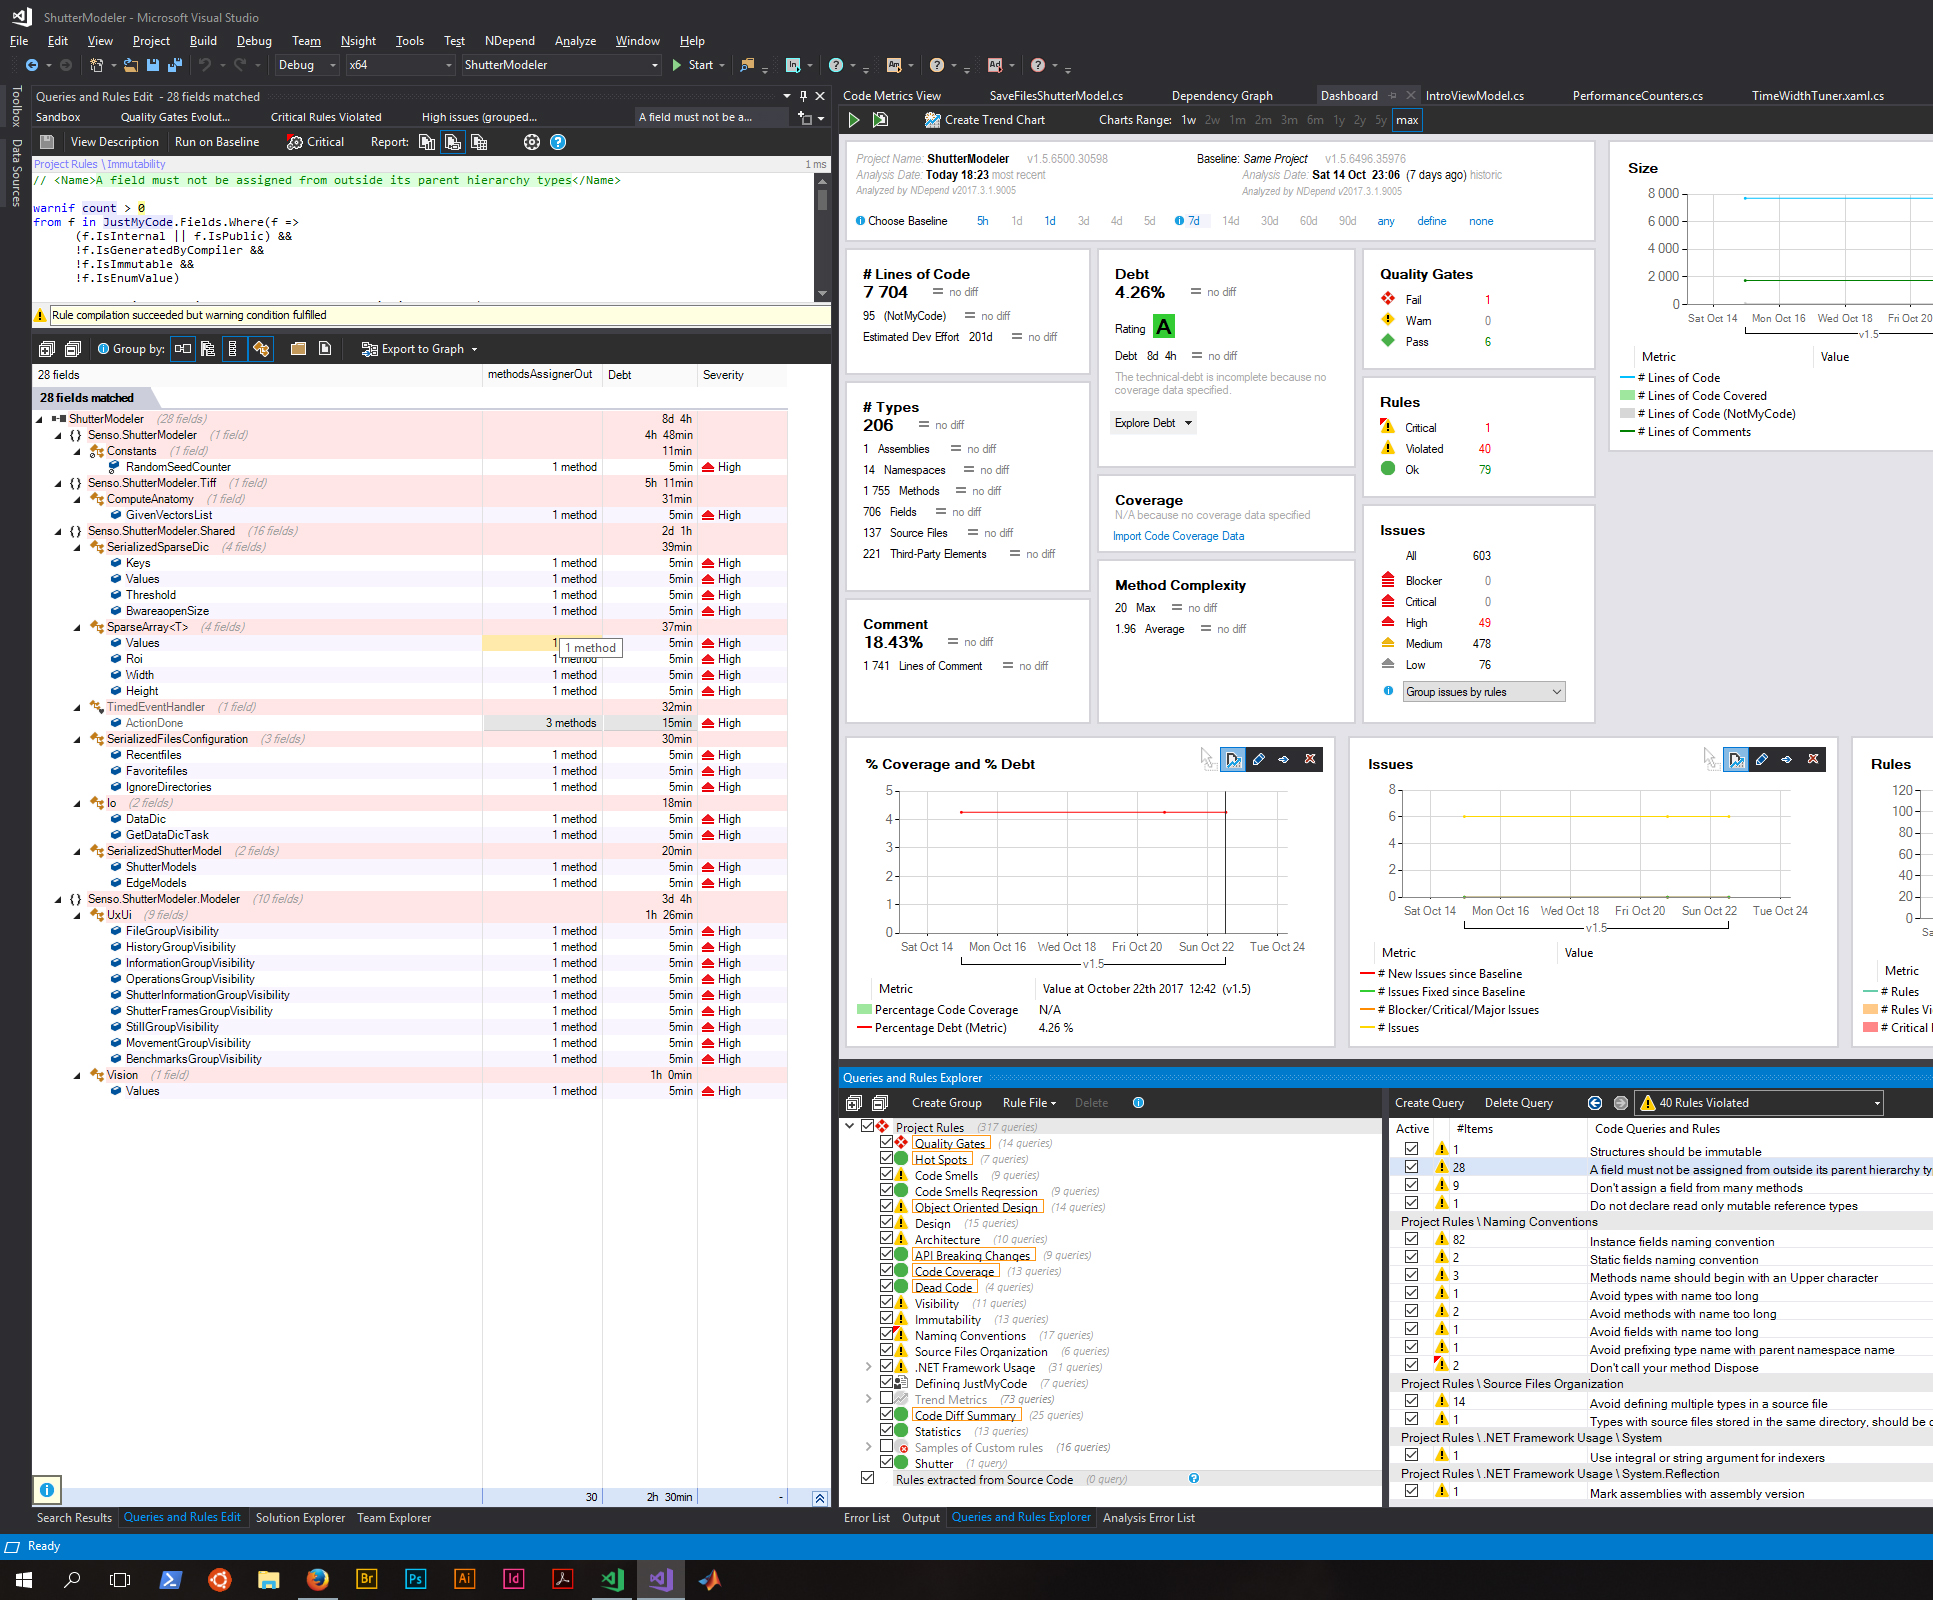 ShutterModeler - Microsoft Visual Studio
File Edit View Project Build Debug Team Nsight Tools Test NDepend Analyze Window Help
Debug x64 ShutterModeler Start
Toolbox
Data Sources
Queries and Rules Edit - 28 fields matched
Sandbox Quality Gates Evolut... Critical Rules Violated High issues (grouped... A field must not be a...
View Description Run on Baseline Critical Report:
Project Rules \ Immutability 1 ms
// <Name>A field must not be assigned from outside its parent hierarchy types</Name>
warnif count > 0
from f in JustMyCode.Fields.Where(f =>
(f.IsInternal || f.IsPublic) &&
!f.IsGeneratedByCompiler &&
!f.IsImmutable &&
!f.IsEnumValue)
Rule compilation succeeded but warning condition fulfilled
Group by: Export to Graph
28 fields methodsAssignerOut Debt Severity
28 fields matched
ShutterModeler (28 fields) 8d 4h
Senso.ShutterModeler (1 field) 4h 48min
Constants (1 field) 11min
RandomSeedCounter 1 method 5min High
Senso.ShutterModeler.Tiff (1 field) 5h 11min
ComputeAnatomy (1 field) 31min
GivenVectorsList 1 method 5min High
Senso.ShutterModeler.Shared (16 fields) 2d 1h
SerializedSparseDic (4 fields) 39min
Keys 1 method 5min High
Values 1 method 5min High
Threshold 1 method 5min High
BwareaopenSize 1 method 5min High
SparseArray<T> (4 fields) 37min
Values 1 1 method 5min High
Roi 1 method 5min High
Width 1 method 5min High
Height 1 method 5min High
TimedEventHandler (1 field) 32min
ActionDone 3 methods 15min High
SerializedFilesConfiguration (3 fields) 30min
Recentfiles 1 method 5min High
Favoritefiles 1 method 5min High
IgnoreDirectories 1 method 5min High
Io (2 fields) 18min
DataDic 1 method 5min High
GetDataDicTask 1 method 5min High
SerializedShutterModel (2 fields) 20min
ShutterModels 1 method 5min High
EdgeModels 1 method 5min High
Senso.ShutterModeler.Modeler (10 fields) 3d 4h
UxUi (9 fields) 1h 26min
FileGroupVisibility 1 method 5min High
HistoryGroupVisibility 1 method 5min High
InformationGroupVisibility 1 method 5min High
OperationsGroupVisibility 1 method 5min High
ShutterInformationGroupVisibility 1 method 5min High
ShutterFramesGroupVisibility 1 method 5min High
StillGroupVisibility 1 method 5min High
MovementGroupVisibility 1 method 5min High
BenchmarksGroupVisibility 1 method 5min High
Vision (1 field) 1h 0min
Values 1 method 5min High
30 2h 30min -
Search Results Queries and Rules Edit Solution Explorer Team Explorer
Code Metrics View SaveFilesShutterModel.cs Dependency Graph Dashboard IntroViewModel.cs PerformanceCounters.cs TimeWidthTuner.xaml.cs
Create Trend Chart Charts Range: 1w 2w 1m 2m 3m 6m 1y 2y 5y max
Project Name: ShutterModeler v1.5.6500.30598 Baseline: Same Project v1.5.6496.35976
Analysis Date: Today 18:23 most recent Analysis Date: Sat 14 Oct 23:06 (7 days ago) historic
Analyzed by NDepend v2017.3.1.9005 Analyzed by NDepend v2017.3.1.9005
Choose Baseline 5h 1d 1d 3d 4d 5d 7d 14d 30d 60d 90d any define none
# Lines of Code
7 704 = no diff
95 (NotMyCode) = no diff
Estimated Dev Effort 201d = no diff
# Types
206 = no diff
1 Assemblies = no diff
14 Namespaces = no diff
1 755 Methods = no diff
706 Fields = no diff
137 Source Files = no diff
221 Third-Party Elements = no diff
Comment
18.43% = no diff
1 741 Lines of Comment = no diff
Debt
4.26% = no diff
Rating A
Debt 8d 4h = no diff
The technical-debt is incomplete because no
coverage data specified.
Explore Debt
Coverage
N/A because no coverage data specified
Import Code Coverage Data
Method Complexity
20 Max = no diff
1.96 Average = no diff
Quality Gates
Fail 1
Warn 0
Pass 6
Rules
Critical 1
Violated 40
Ok 79
Issues
All 603
Blocker 0
Critical 0
High 49
Medium 478
Low 76
Group issues by rules
Size
8 000
6 000
4 000
2 000
0
Sat Oct 14 Mon Oct 16 Wed Oct 18 Fri Oct 20
v1.5
Metric Value
# Lines of Code
# Lines of Code Covered
# Lines of Code (NotMyCode)
# Lines of Comments
% Coverage and % Debt
5
4
3
2
1
0
Sat Oct 14 Mon Oct 16 Wed Oct 18 Fri Oct 20 Sun Oct 22 Tue Oct 24
v1.5
Metric Value at October 22th 2017 12:42 (v1.5)
Percentage Code Coverage N/A
Percentage Debt (Metric) 4.26 %
Issues
8
6
4
2
0
Sat Oct 14 Mon Oct 16 Wed Oct 18 Fri Oct 20 Sun Oct 22 Tue Oct 24
v1.5
Metric Value
# New Issues since Baseline
# Issues Fixed since Baseline
# Blocker/Critical/Major Issues
# Issues
Rules
120
100
80
60
40
20
0
Sa
Metric
# Rules
# Rules Vi
# Critical
Queries and Rules Explorer
Create Group Rule File Delete
Project Rules (317 queries)
Quality Gates (14 queries)
Hot Spots (7 queries)
Code Smells (9 queries)
Code Smells Regression (9 queries)
Object Oriented Design (14 queries)
Design (15 queries)
Architecture (10 queries)
API Breaking Changes (9 queries)
Code Coverage (13 queries)
Dead Code (4 queries)
Visibility (11 queries)
Immutability (13 queries)
Naming Conventions (17 queries)
Source Files Organization (6 queries)
.NET Framework Usage (31 queries)
Defining JustMyCode (7 queries)
Trend Metrics (73 queries)
Code Diff Summary (25 queries)
Statistics (13 queries)
Samples of Custom rules (16 queries)
Shutter (1 query)
Rules extracted from Source Code (0 query)
Create Query Delete Query 40 Rules Violated
Active #Items Code Queries and Rules
1 Structures should be immutable
28 A field must not be assigned from outside its parent hierarchy ty
9 Don't assign a field from many methods
1 Do not declare read only mutable reference types
Project Rules \ Naming Conventions
82 Instance fields naming convention
2 Static fields naming convention
3 Methods name should begin with an Upper character
1 Avoid types with name too long
2 Avoid methods with name too long
1 Avoid fields with name too long
1 Avoid prefixing type name with parent namespace name
2 Don't call your method Dispose
Project Rules \ Source Files Organization
14 Avoid defining multiple types in a source file
1 Types with source files stored in the same directory, should be d
Project Rules \ .NET Framework Usage \ System
1 Use integral or string argument for indexers
Project Rules \ .NET Framework Usage \ System.Reflection
1 Mark assemblies with assembly version
Error List Output Queries and Rules Explorer Analysis Error List
Ready
Br Ps Ai Id